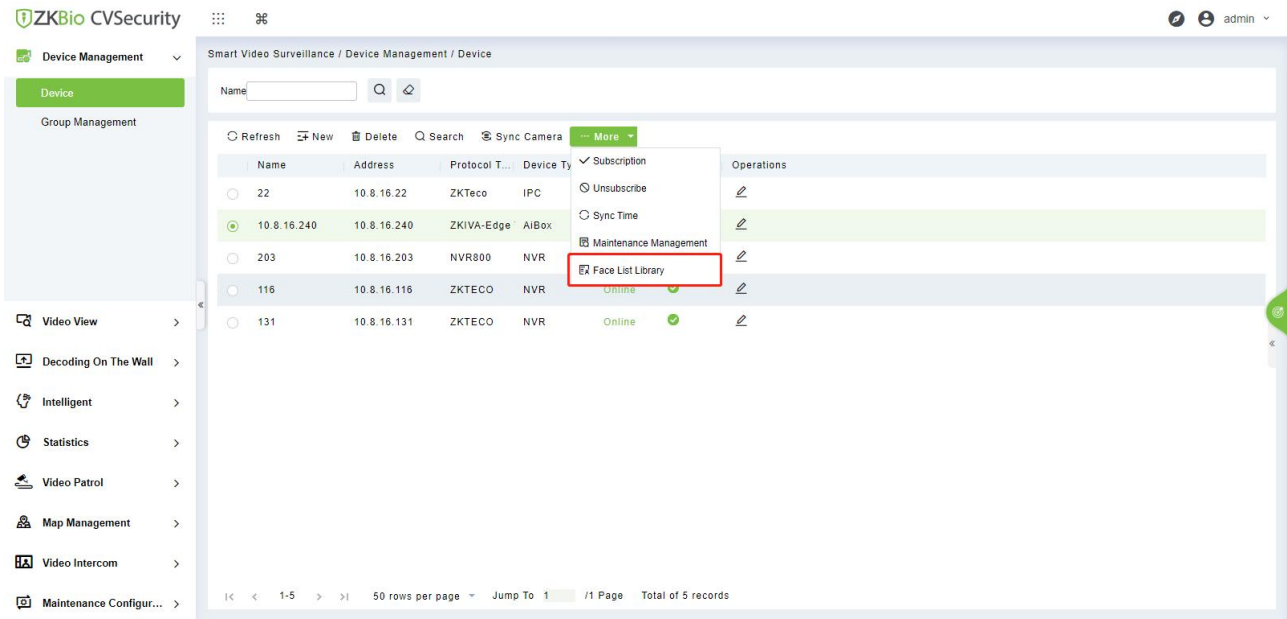 ZKBio CVSecurity
admin
Device Management
Smart Video Surveillance / Device Management / Device
Device
Name
Group Management
Refresh New Delete Search Sync Camera ··· More
Name Address Protocol T... Device Ty Operations
Subscription
22 10.8.16.22 ZKTeco IPC
Unsubscribe
Sync Time
10.8.16.240 10.8.16.240 ZKIVA-Edge AiBox
Maintenance Management
203 10.8.16.203 NVR800 NVR
Face List Library
116 10.8.16.116 ZKTECO NVR Online
131 10.8.16.131 ZKTECO NVR Online
Video View
Decoding On The Wall
Intelligent
Statistics
Video Patrol
Map Management
Video Intercom
Maintenance Configur...
1-5 50 rows per page Jump To 1 /1 Page Total of 5 records